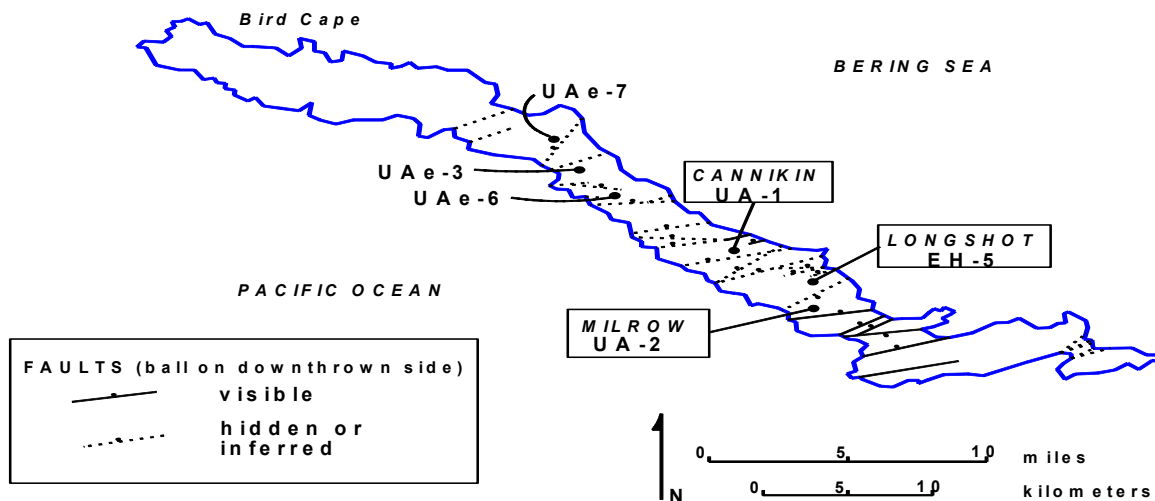 Bird Cape
BERING SEA
UAe-7
UAe-3
UAe-6
CANNIKIN
UA-1
LONGSHOT
EH-5
PACIFIC OCEAN
MILROW
UA-2
FAULTS (ball on downthrown side)
visible
hidden or
inferred
N
0 5 10 miles
0 5 10 kilometers